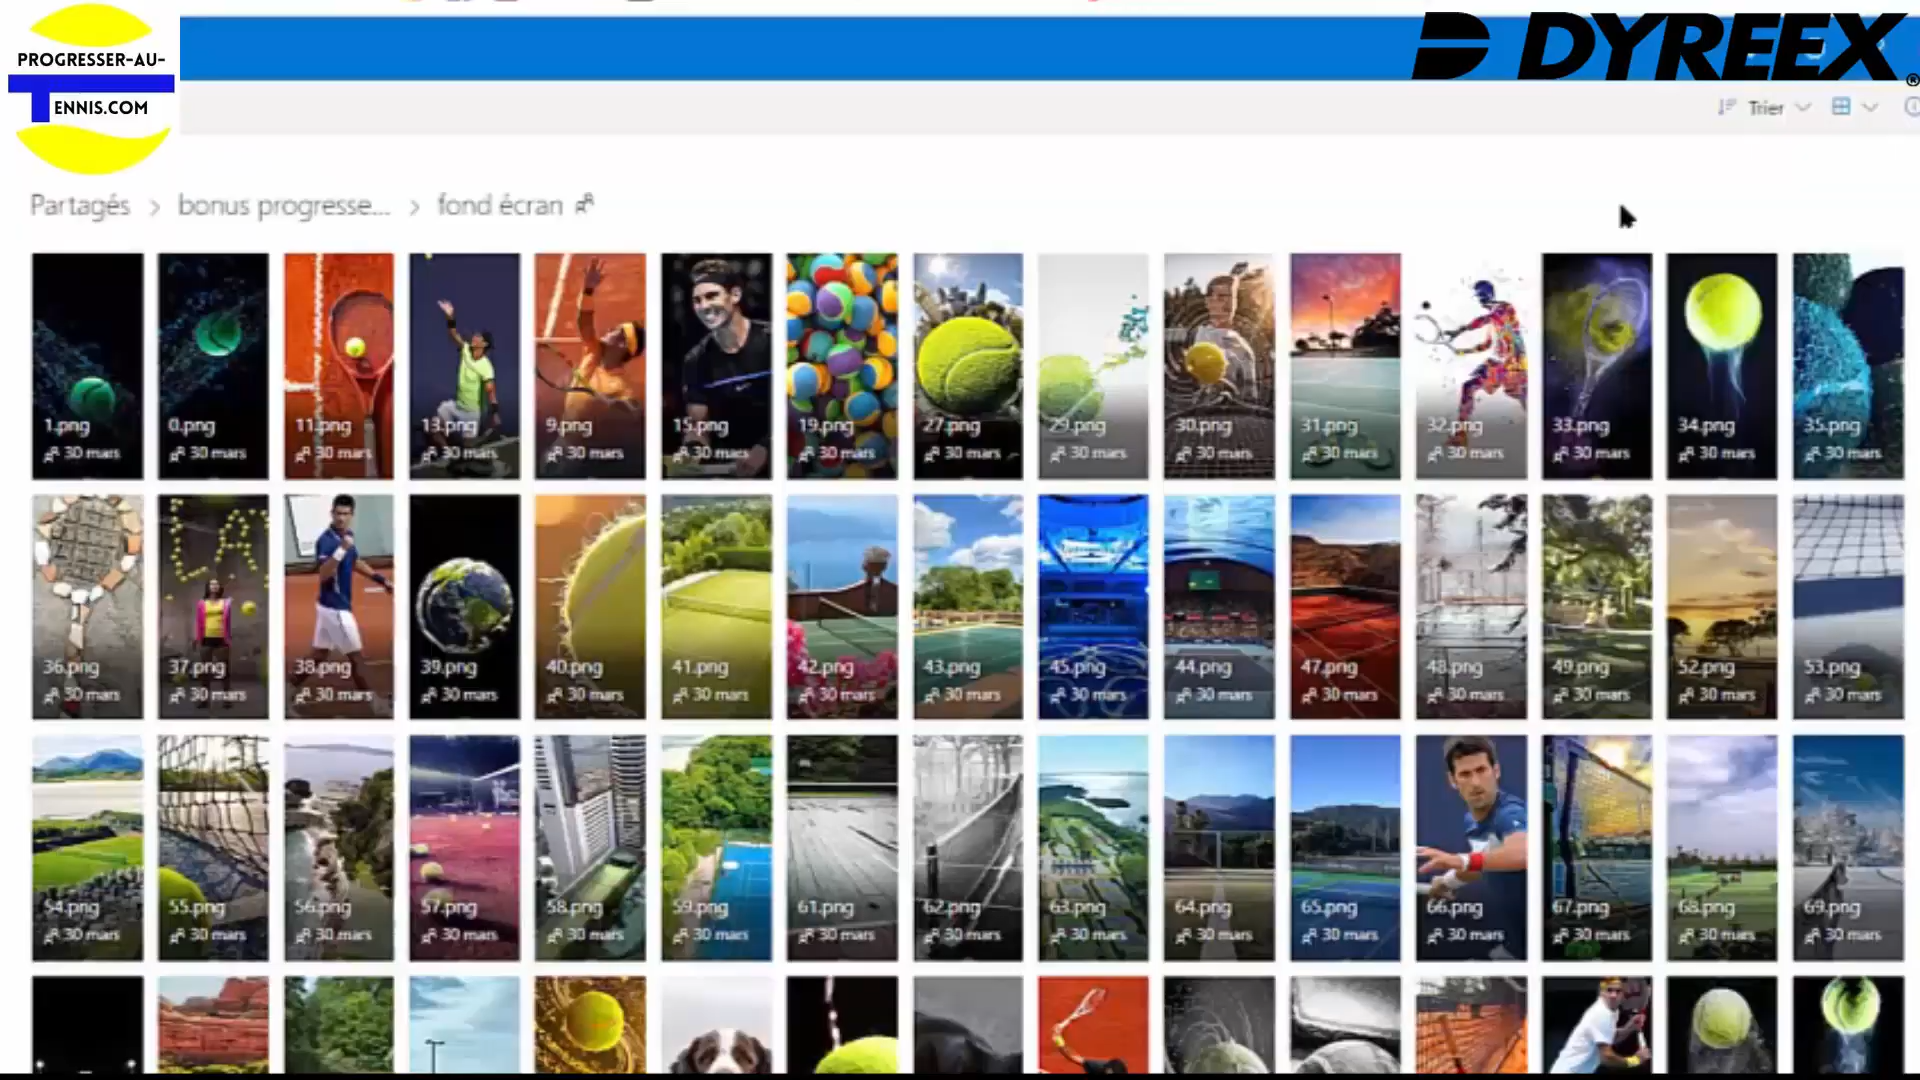 PROGRESSER-AU-
TENNIS.COM
DYREEX®
Trier
Partagés > bonus progresse... > fond écran
1.png 0.png 11.png 13.png 9.png 15.png 19.png 27.png 29.png 30.png 31.png 32.png 33.png 34.png 35.png
30 mars 30 mars 30 mars 30 mars 30 mars 30 mars 30 mars 30 mars 30 mars 30 mars 30 mars 30 mars 30 mars 30 mars 30 mars
36.png 37.png 38.png 39.png 40.png 41.png 42.png 43.png 45.png 44.png 47.png 48.png 49.png 52.png 53.png
30 mars 30 mars 30 mars 30 mars 30 mars 30 mars 30 mars 30 mars 30 mars 30 mars 30 mars 30 mars 30 mars 30 mars 30 mars
54.png 55.png 56.png 57.png 58.png 59.png 61.png 62.png 63.png 64.png 65.png 66.png 67.png 68.png 69.png
30 mars 30 mars 30 mars 30 mars 30 mars 30 mars 30 mars 30 mars 30 mars 30 mars 30 mars 30 mars 30 mars 30 mars 30 mars